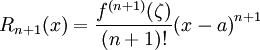 R_{n+1}(x) = \frac{f^{(n+1)}(\zeta)}{(n+1)!}(x-a)^{n+1}